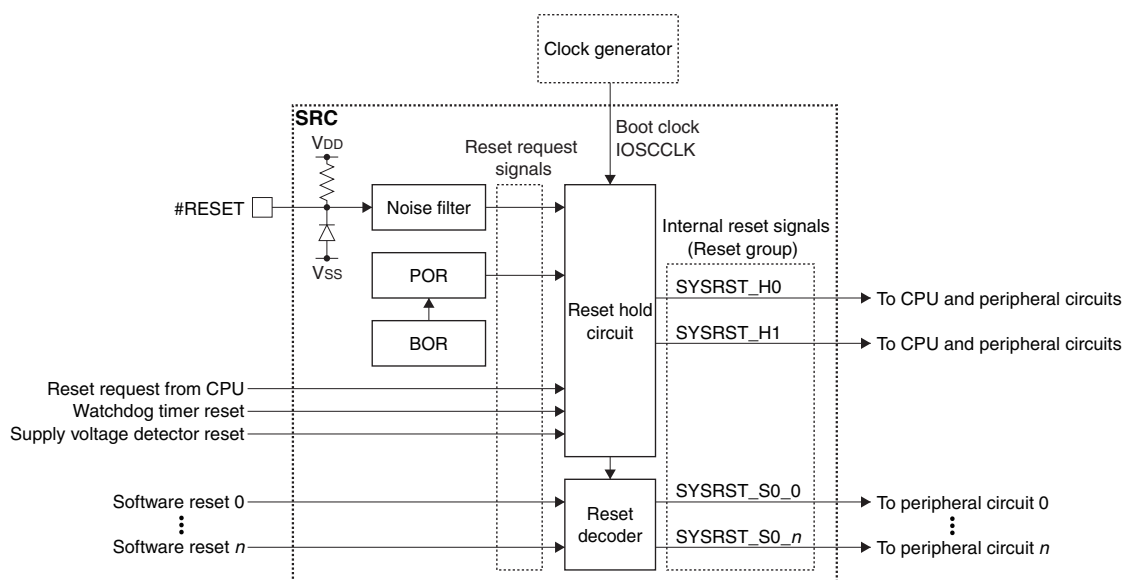 Clock generator
SRC
Boot clock
IOSCCLK
VDD
Reset request
signals
#RESET
Noise filter
Internal reset signals
(Reset group)
VSS
POR
SYSRST_H0
To CPU and peripheral circuits
Reset hold
circuit
BOR
SYSRST_H1
To CPU and peripheral circuits
Reset request from CPU
Watchdog timer reset
Supply voltage detector reset
Software reset 0
Reset
decoder
SYSRST_S0_0
To peripheral circuit 0
Software reset n
SYSRST_S0_n
To peripheral circuit n